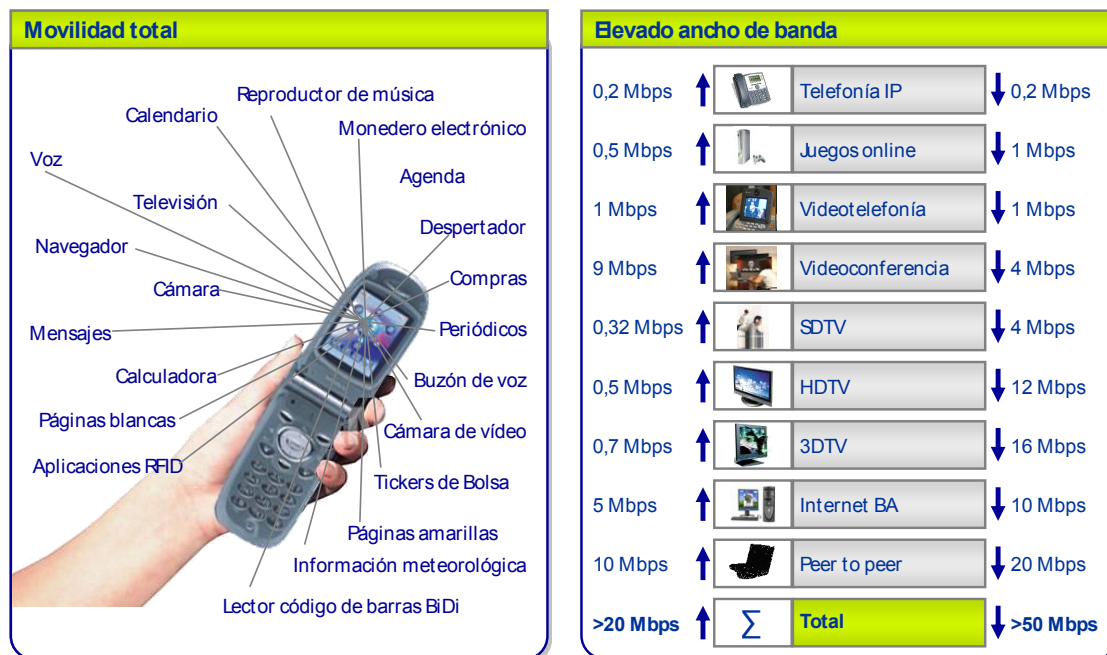 Movilidad total
Reproductor de música
Calendario
Monedero electrónico
Voz
Agenda
Televisión
Despertador
Navegador
Compras
Cámara
Mensajes
Periódicos
Calculadora
Buzón de voz
Páginas blancas
Cámara de vídeo
Aplicaciones RFID
Tickers de Bolsa
Páginas amarillas
Información meteorológica
Lector código de barras BiDi
Elevado ancho de banda
0,2 Mbps Telefonía IP 0,2 Mbps
0,5 Mbps Juegos online 1 Mbps
1 Mbps Videotelefonía 1 Mbps
9 Mbps Videoconferencia 4 Mbps
0,32 Mbps SDTV 4 Mbps
0,5 Mbps HDTV 12 Mbps
0,7 Mbps 3DTV 16 Mbps
5 Mbps Internet BA 10 Mbps
10 Mbps Peer to peer 20 Mbps
>20 Mbps ∑ Total >50 Mbps